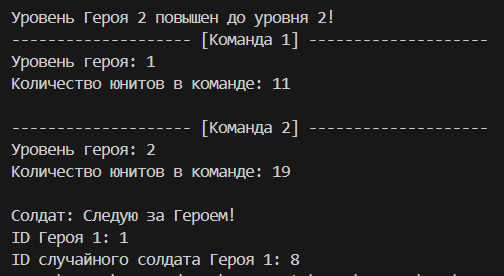 Уровень Героя 2 повышен до уровня 2!
-------------------- [Команда 1] --------------------
Уровень героя: 1
Количество юнитов в команде: 11
-------------------- [Команда 2] --------------------
Уровень героя: 2
Количество юнитов в команде: 19
Солдат: Следую за Героем!
ID Героя 1: 1
ID случайного солдата Героя 1: 8